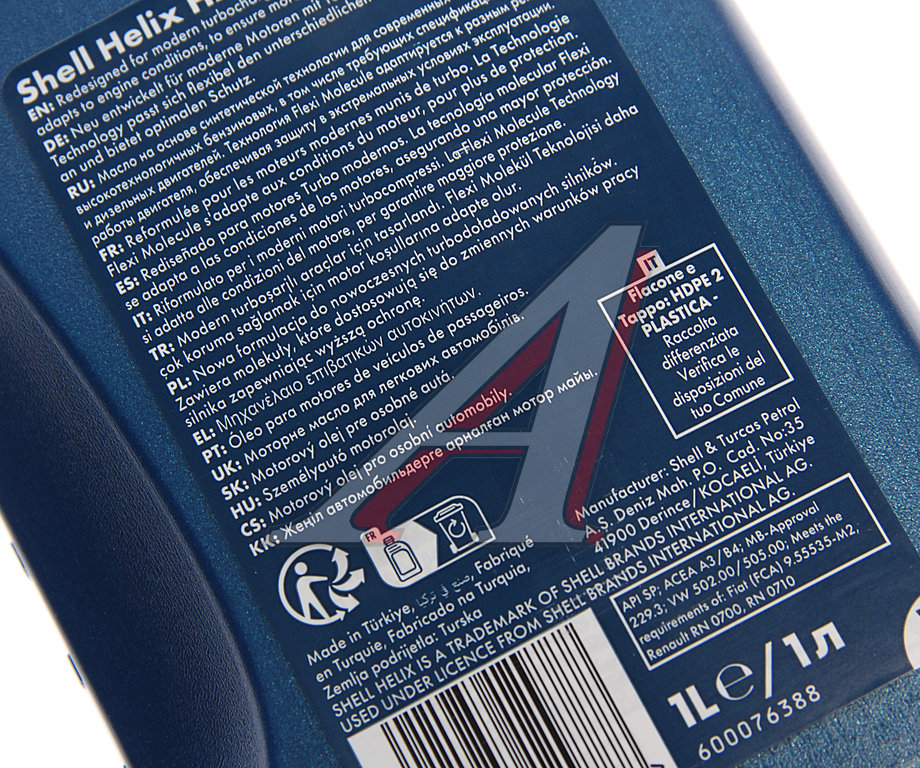 Shell Helix H
EN: Redesigned for modern turboch
adapts to engine conditions, to ensure mo
DE: Neu entwickelt für moderne Motoren mit
Technology passt sich flexibel den unterschiedlichen
an und bietet optimalen Schutz.
RU: Масло на основе синтетической технологии для современных
высокотехнологичных бензиновых, в том числе требующих спецификаци
и дизельных двигателей. Технология Flexi Molecule адаптируется к разным ре
работы двигателя, обеспечивая защиту в экстремальных условиях эксплуатации.
FR: Reformulée pour les moteurs modernes munis de turbo. La Technologie
Flexi Molecule s'adapte aux conditions du moteur, pour plus de protection.
ES: Rediseñado para motores Turbo modernos. La tecnología molecular Flexi
se adapta a las condiciones de los motores, asegurando una mayor protección.
IT: Riformulato per i moderni motori turbocompressi. La Flexi Molecule Technology
si adatta alle condizioni del motore, per garantire maggiore protezione.
TR: Modern turboşarjlı araçlar için tasarlandı. Flexi Molekül Teknolojisi daha
çok koruma sağlamak için motor koşullarına adapte olur.
PL: Nowa formulacja do nowoczesnych turbodoładowanych silników.
Zawiera molekuły, które dostosowują się do zmiennych warunków pracy
silnika zapewniając wyższą ochronę.
EL: Μηχανέλαιο επιβατικών αυτοκινήτων.
PT: Óleo para motores de veículos de passageiros.
UK: Моторне масло для легкових автомобілів.
SK: Motorový olej pre osobné autá.
HU: Személyautó motorolaj.
CS: Motorový olej pro osobní automobily.
KK: Жеңіл автомобильдерге арналған мотор майы.
IT
Flacone e
Tappo: HDPE 2
PLASTICA -
Raccolta
differenziata
Verifica le
disposizioni del
tuo Comune
FR
Manufacturer: Shell & Turcas Petrol
A.S. Deniz Mah. P.O. Cad. No:35
41900 Derince/KOCAELİ, Türkiye
Made in Türkiye, صنع في تركيا, Fabriqué
en Turquie, Fabricado na Turquia,
Zemlja podrijetla: Turska
SHELL HELIX IS A TRADEMARK OF SHELL BRANDS INTERNATIONAL AG.
USED UNDER LICENCE FROM SHELL BRANDS INTERNATIONAL AG.
API SP; ACEA A3/B4; MB-Approval
229.3; VW 502.00/505.00; Meets the
requirements of: Fiat (FCA) 9.55535-M2,
Renault RN 0700, RN 0710
1L e / 1л
600076388